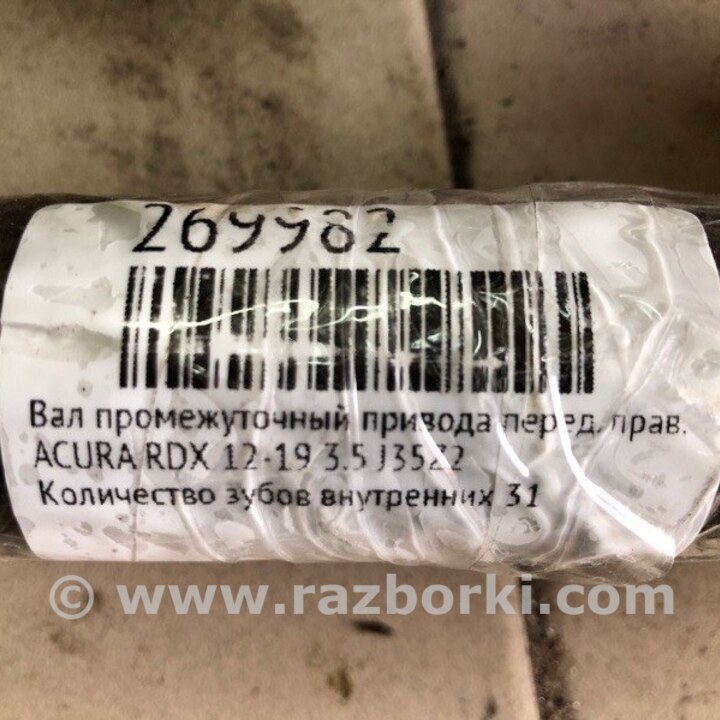 269982
Вал промежуточный привода перед. прав.
ACURA RDX 12-19 3.5 J35Z2
Количество зубов внутренних 31
© www.razborki.com